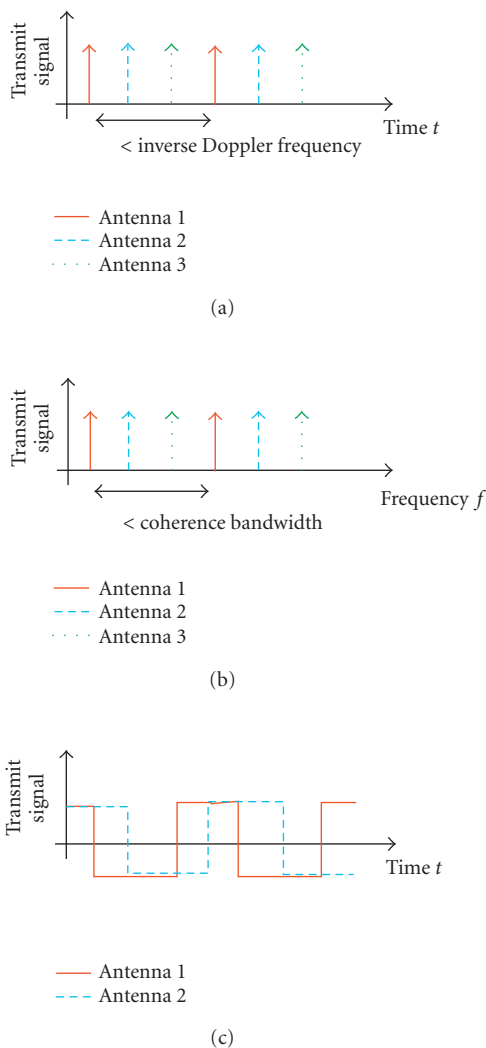 Transmit
signal
Time t
< inverse Doppler frequency
Antenna 1
Antenna 2
Antenna 3
(a)
Transmit
signal
Frequency f
< coherence bandwidth
Antenna 1
Antenna 2
Antenna 3
(b)
Transmit
signal
Time t
Antenna 1
Antenna 2
(c)